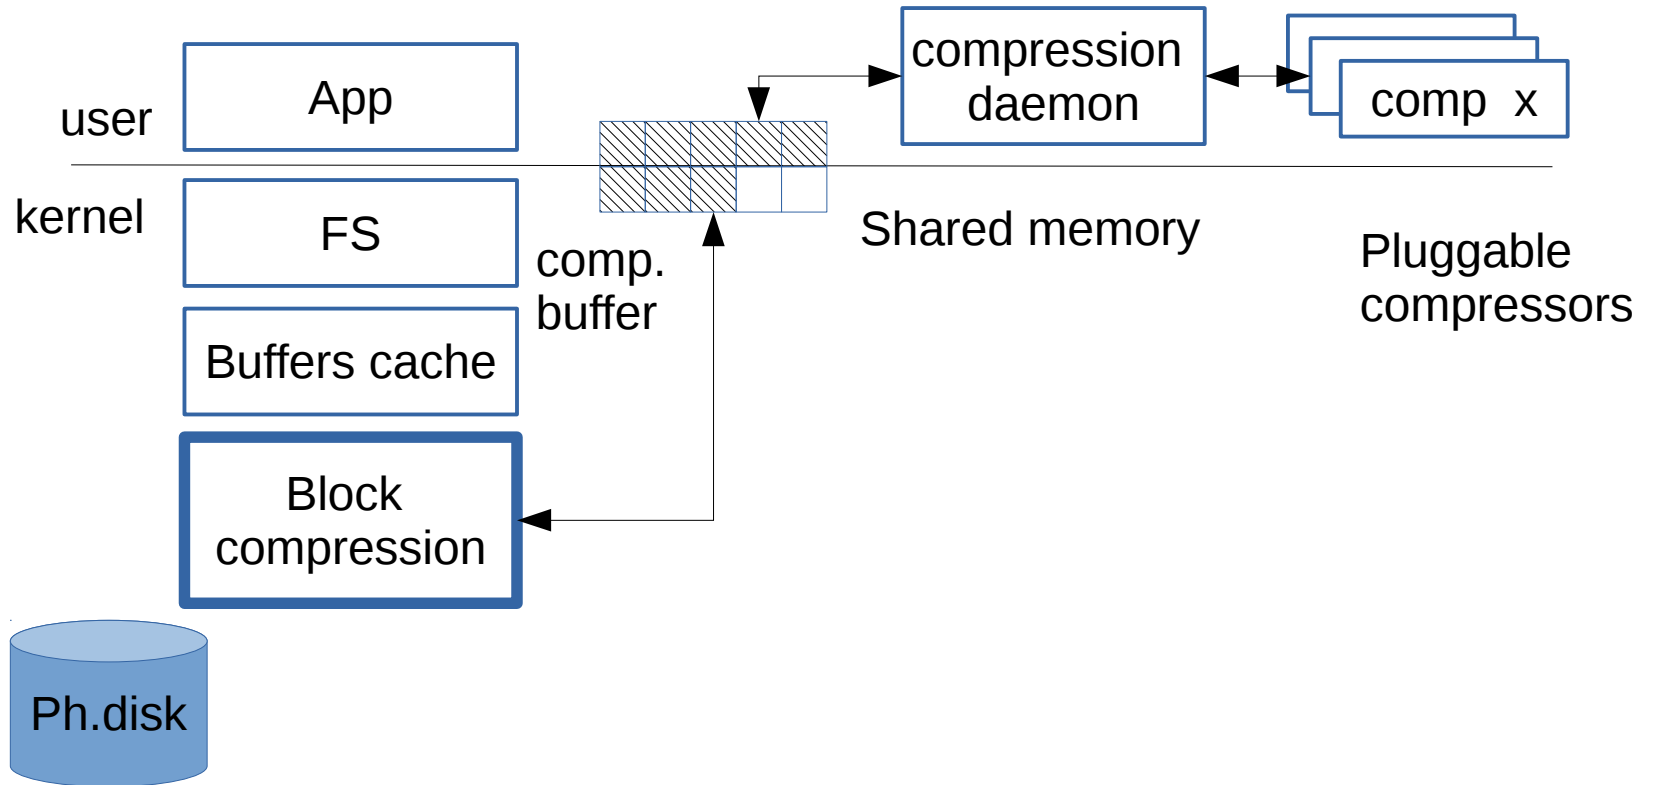 user
App
kernel
FS
comp.
buffer
Buffers cache
Block
compression
Ph.disk
compression
daemon
comp x
Shared memory
Pluggable
compressors